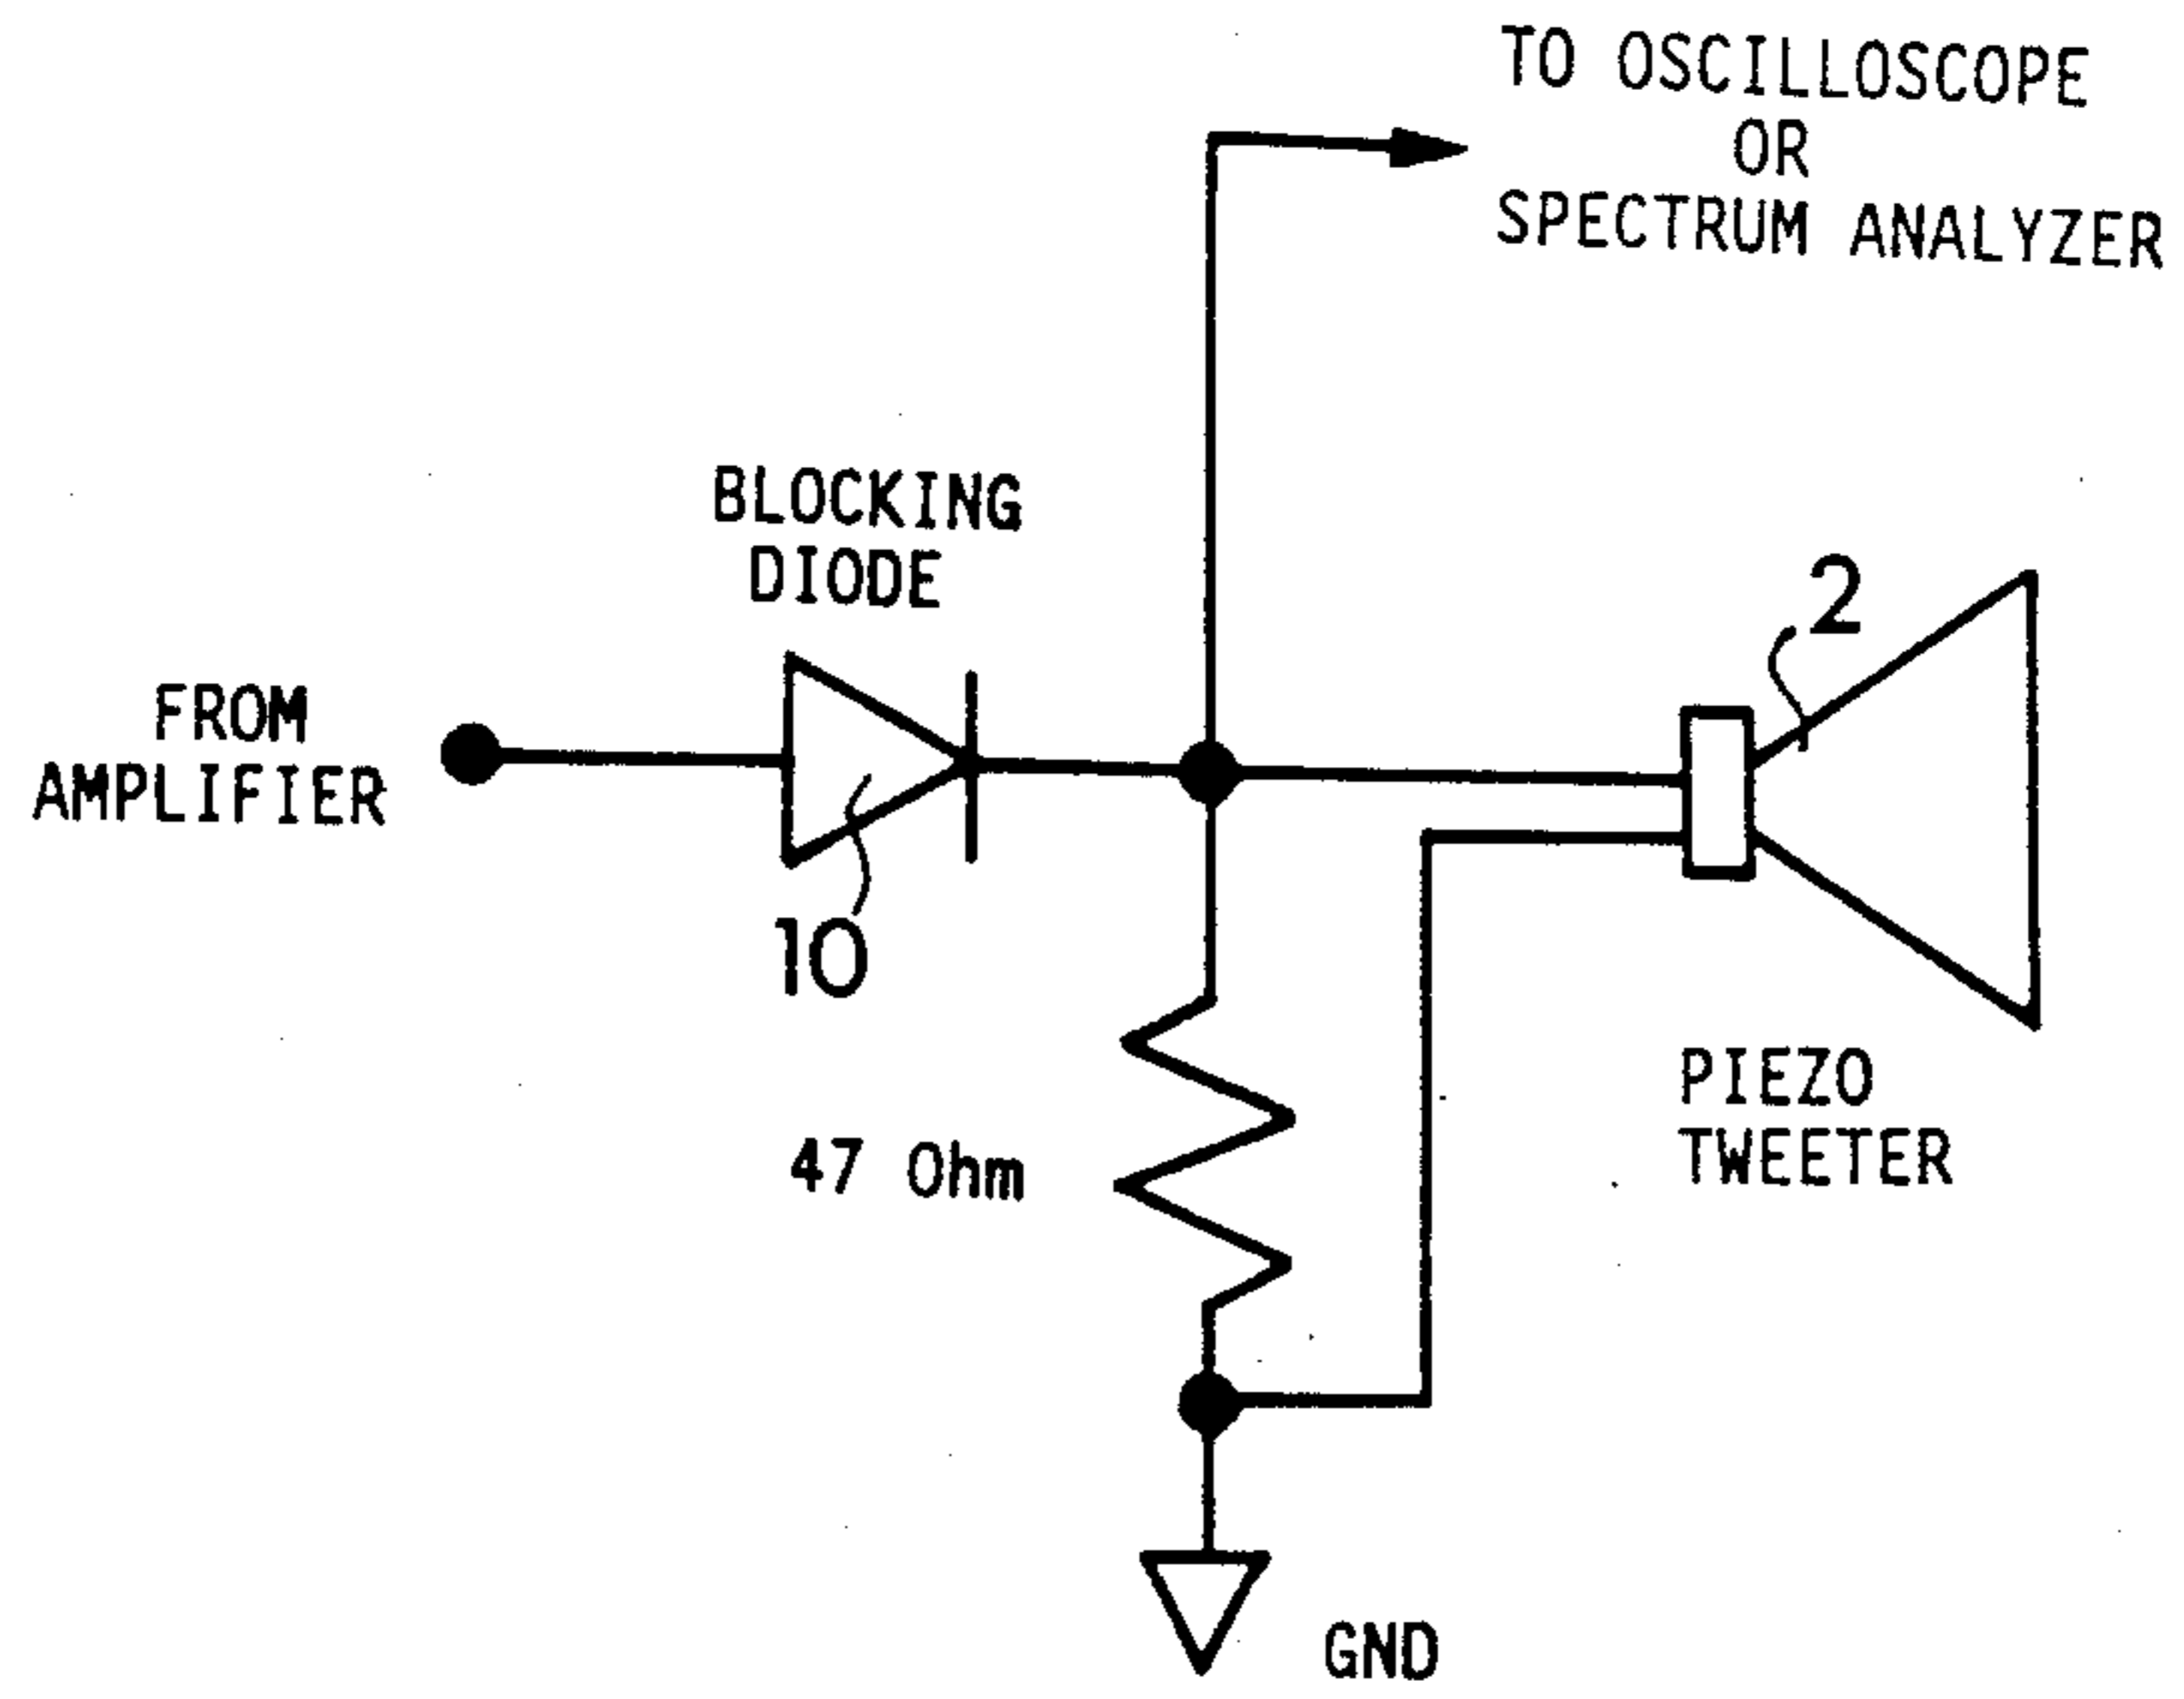 TO OSCILLOSCOPE
OR
SPECTRUM ANALYZER
BLOCKING
DIODE
2
FROM
AMPLIFIER
10
PIEZO
TWEETER
47 Ohm
GND